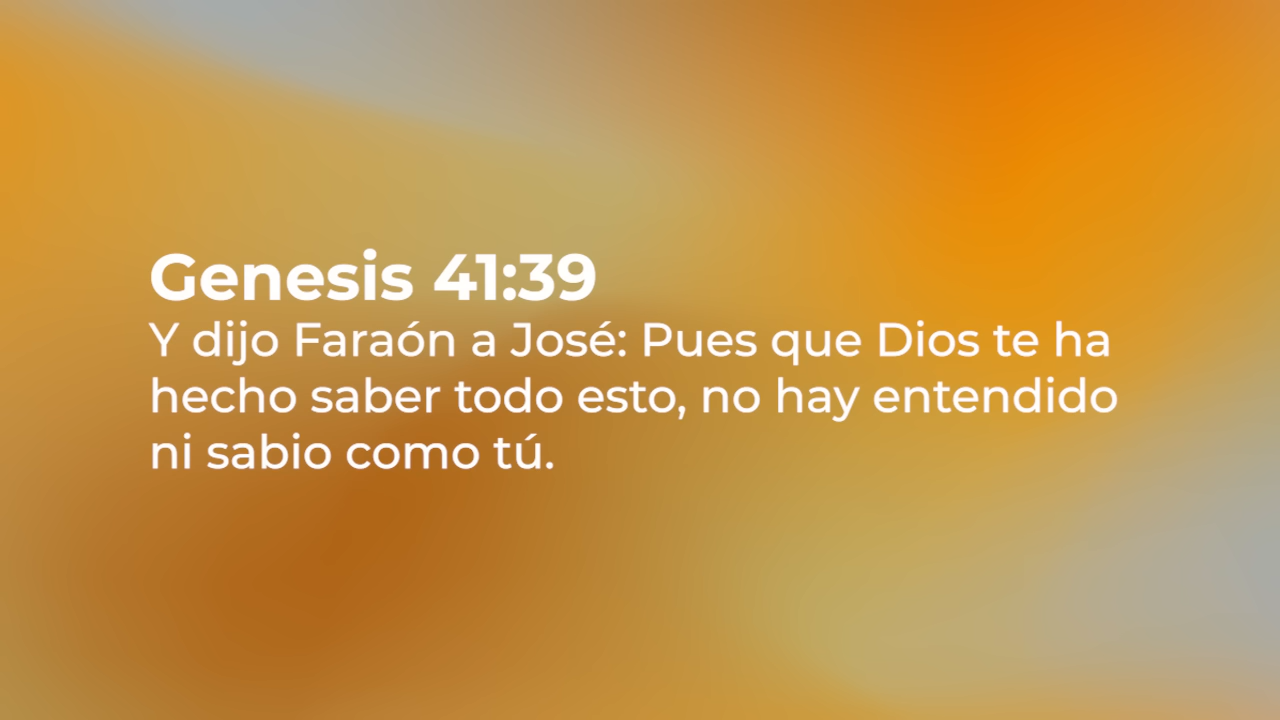 Genesis 41:39
Y dijo Faraón a José: Pues que Dios te ha
hecho saber todo esto, no hay entendido
ni sabio como tú.